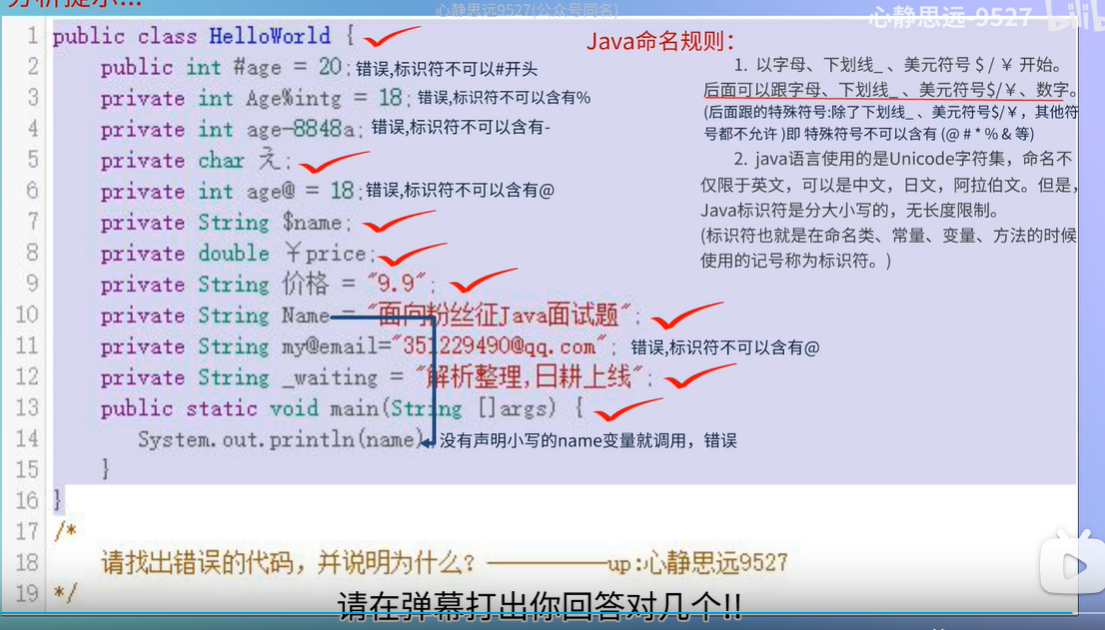 分析提示...
心静思远9527(公众号同名)
心静思远-9527
1 public class HelloWorld {
2 public int #age = 20; 错误,标识符不可以#开头
3 private int Age%intg = 18; 错误,标识符不可以含有%
4 private int age-8848a; 错误,标识符不可以含有-
5 private char え;
6 private int age@ = 18; 错误,标识符不可以含有@
7 private String $name;
8 private double ￥price;
9 private String 价格 = "9.9";
10 private String Name = "面向粉丝征Java面试题";
11 private String my@email="351229490@qq.com"; 错误,标识符不可以含有@
12 private String _waiting = "解析整理,日耕上线";
13 public static void main(String []args) {
14 System.out.println(name) 没有声明小写的name变量就调用，错误
15 }
16 }
17 /*
18 请找出错误的代码，并说明为什么？ ————up:心静思远9527
19 */
Java命名规则：
1. 以字母、下划线_ 、美元符号 $ / ￥ 开始。
后面可以跟字母、下划线_ 、美元符号$/￥、数字。
(后面跟的特殊符号:除了下划线_ 、美元符号$/￥，其他符
号都不允许 )即 特殊符号不可以含有 (@ # * % & 等)
2. java语言使用的是Unicode字符集，命名不
仅限于英文，可以是中文，日文，阿拉伯文。但是，
Java标识符是分大小写的，无长度限制。
(标识符也就是在命名类、常量、变量、方法的时候
使用的记号称为标识符。)
请在弹幕打出你回答对几个!!